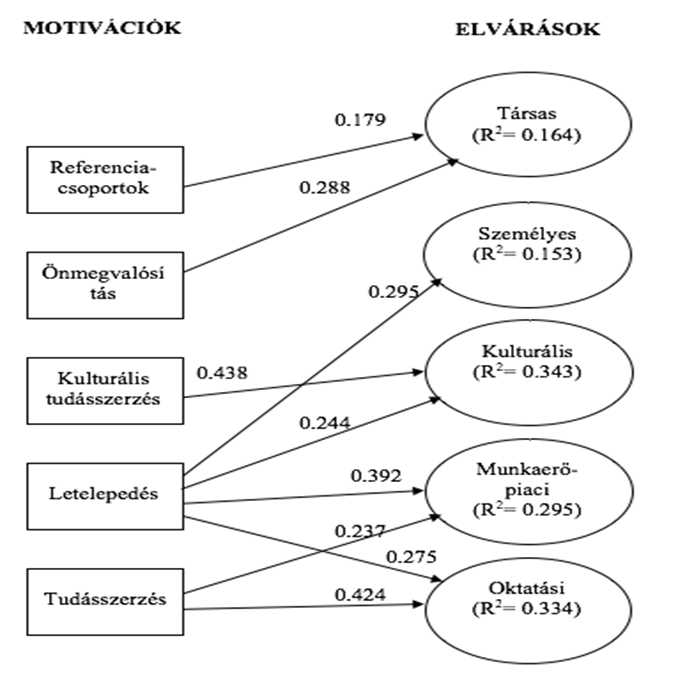 MOTIVÁCIÓK
ELVÁRÁSOK
Társas
(R²= 0.164)
0.179
Referencia-
csoportok
0.288
Önmegvalósí
tás
Személyes
(R²= 0.153)
0.295
Kulturális
tudásszerzés
0.438
Kulturális
(R²= 0.343)
0.244
Letelepedés
0.392
Munkaerő-
piaci
(R²= 0.295)
0.237
0.275
Tudásszerzés
0.424
Oktatási
(R²= 0.334)